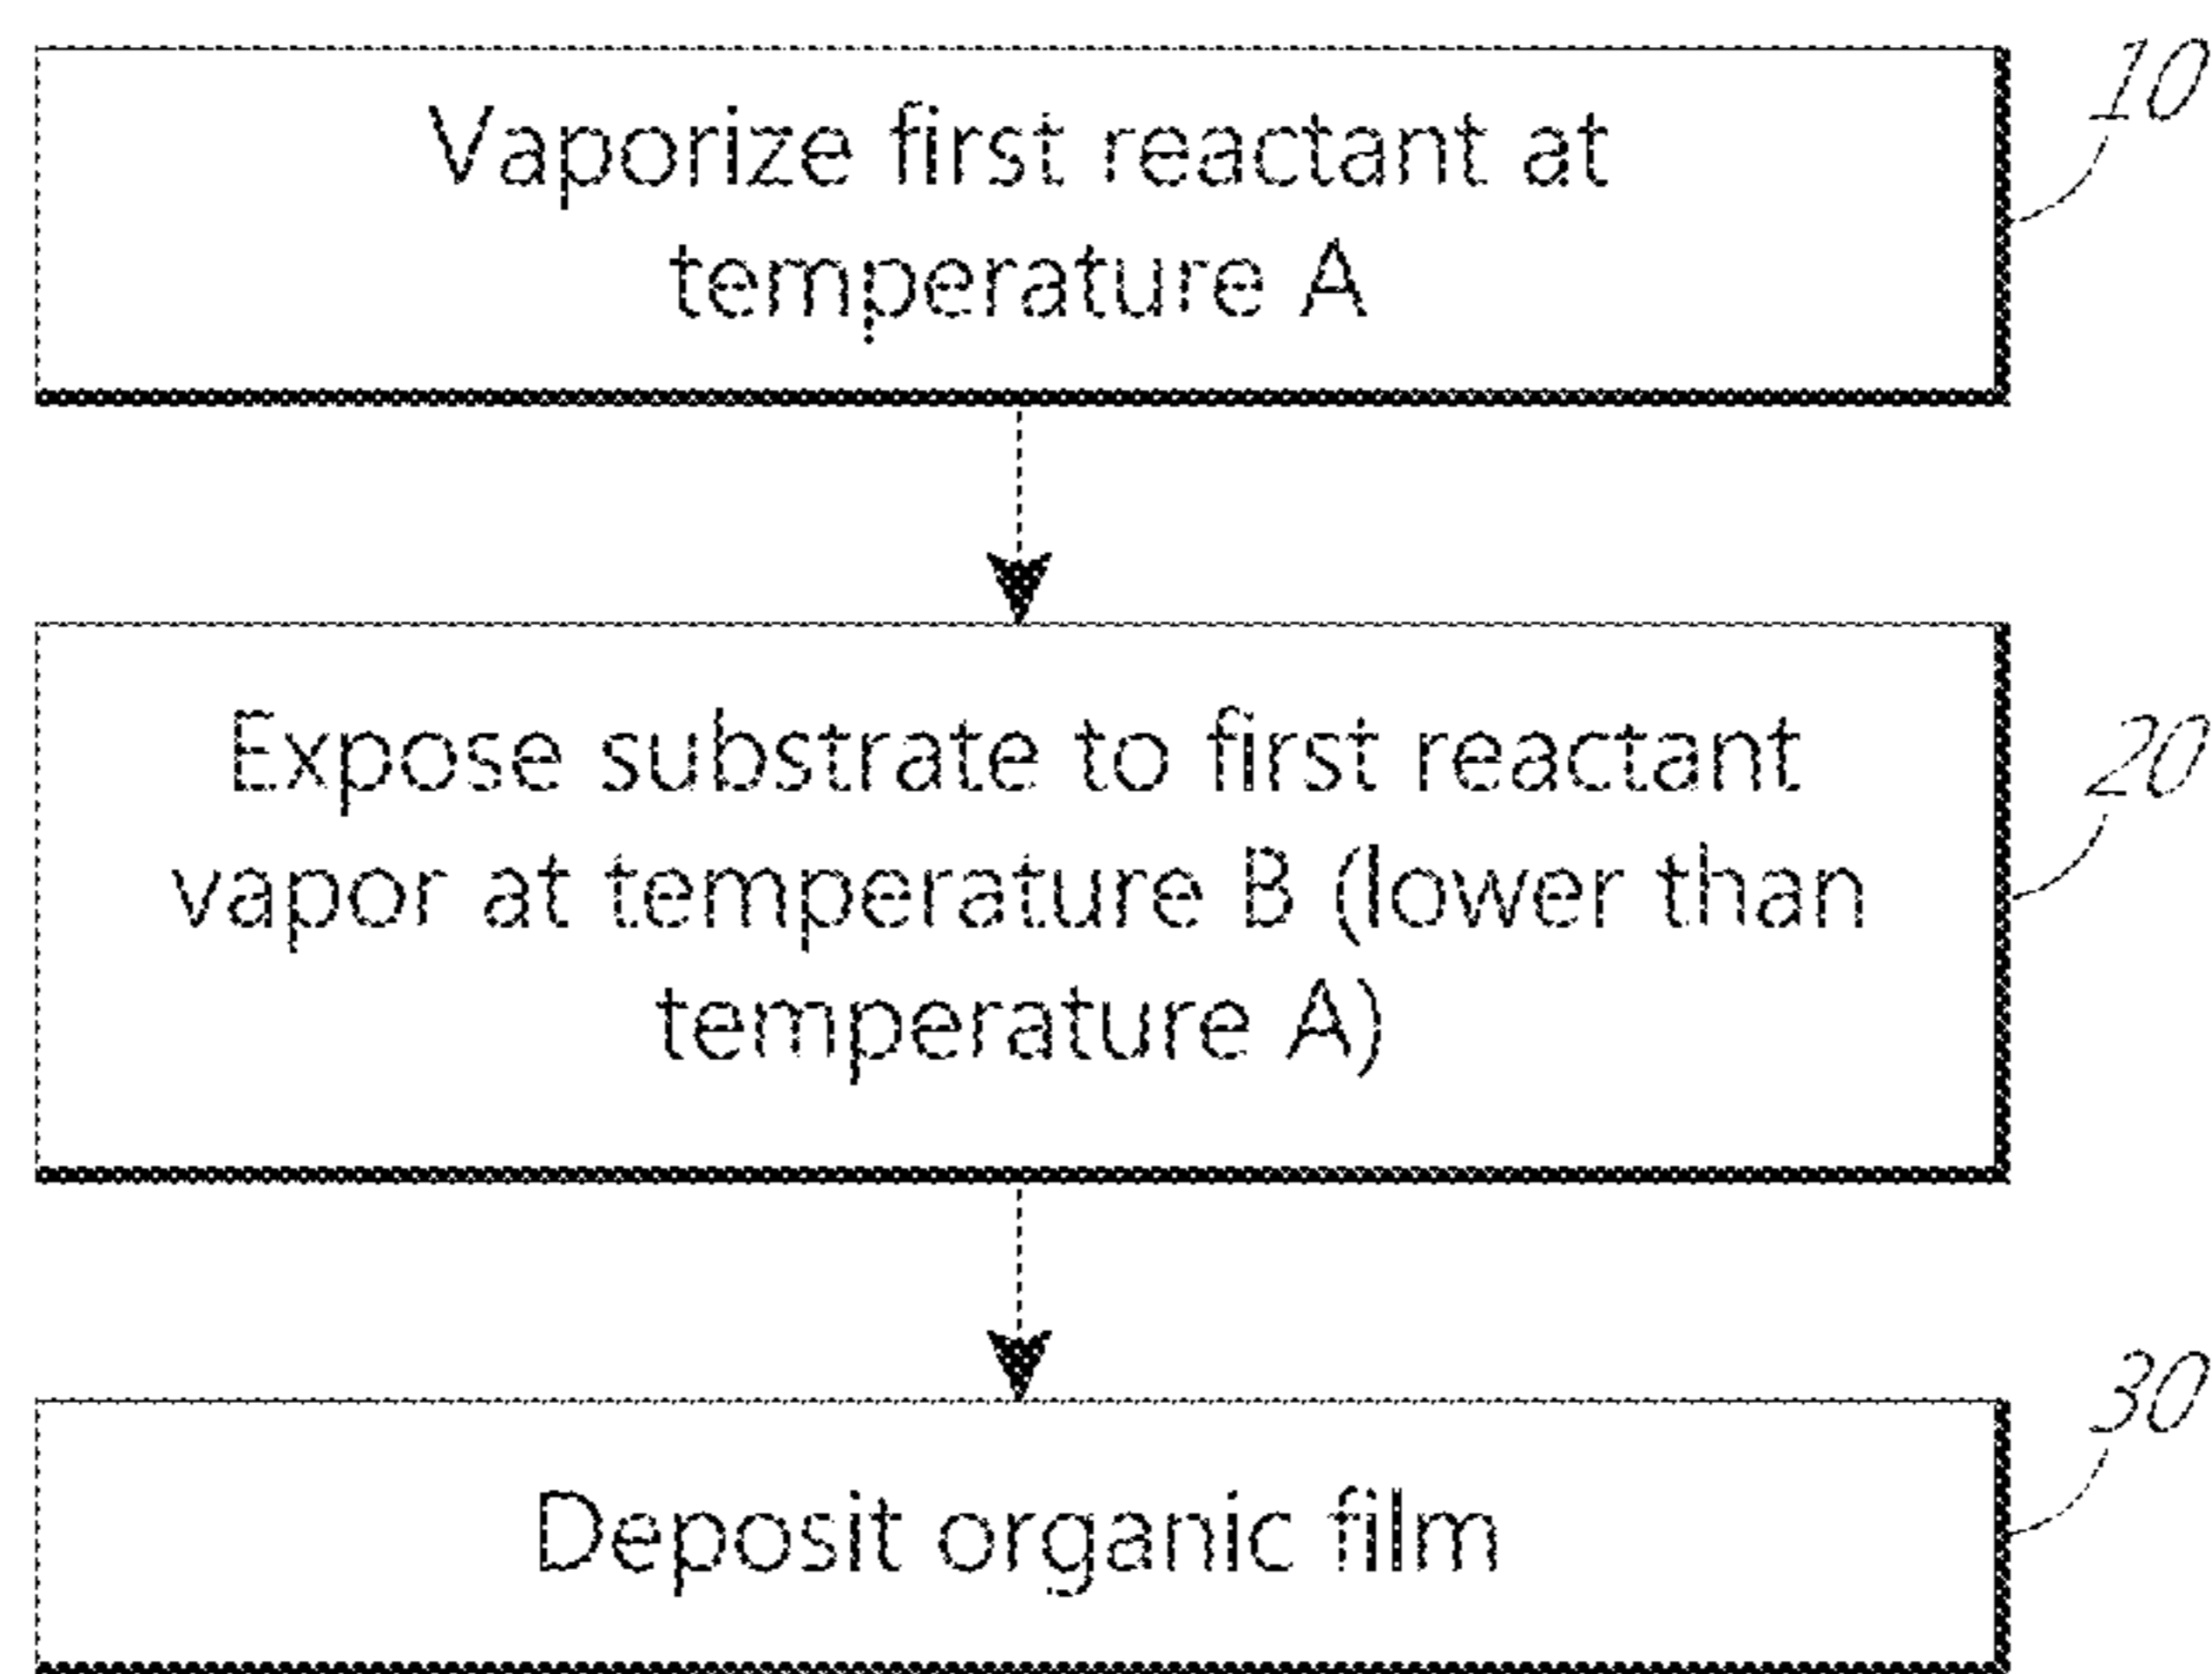 Vaporize first reactant at
temperature A
10
Expose substrate to first reactant
vapor at temperature B (lower than
temperature A)
20
Deposit organic film
30